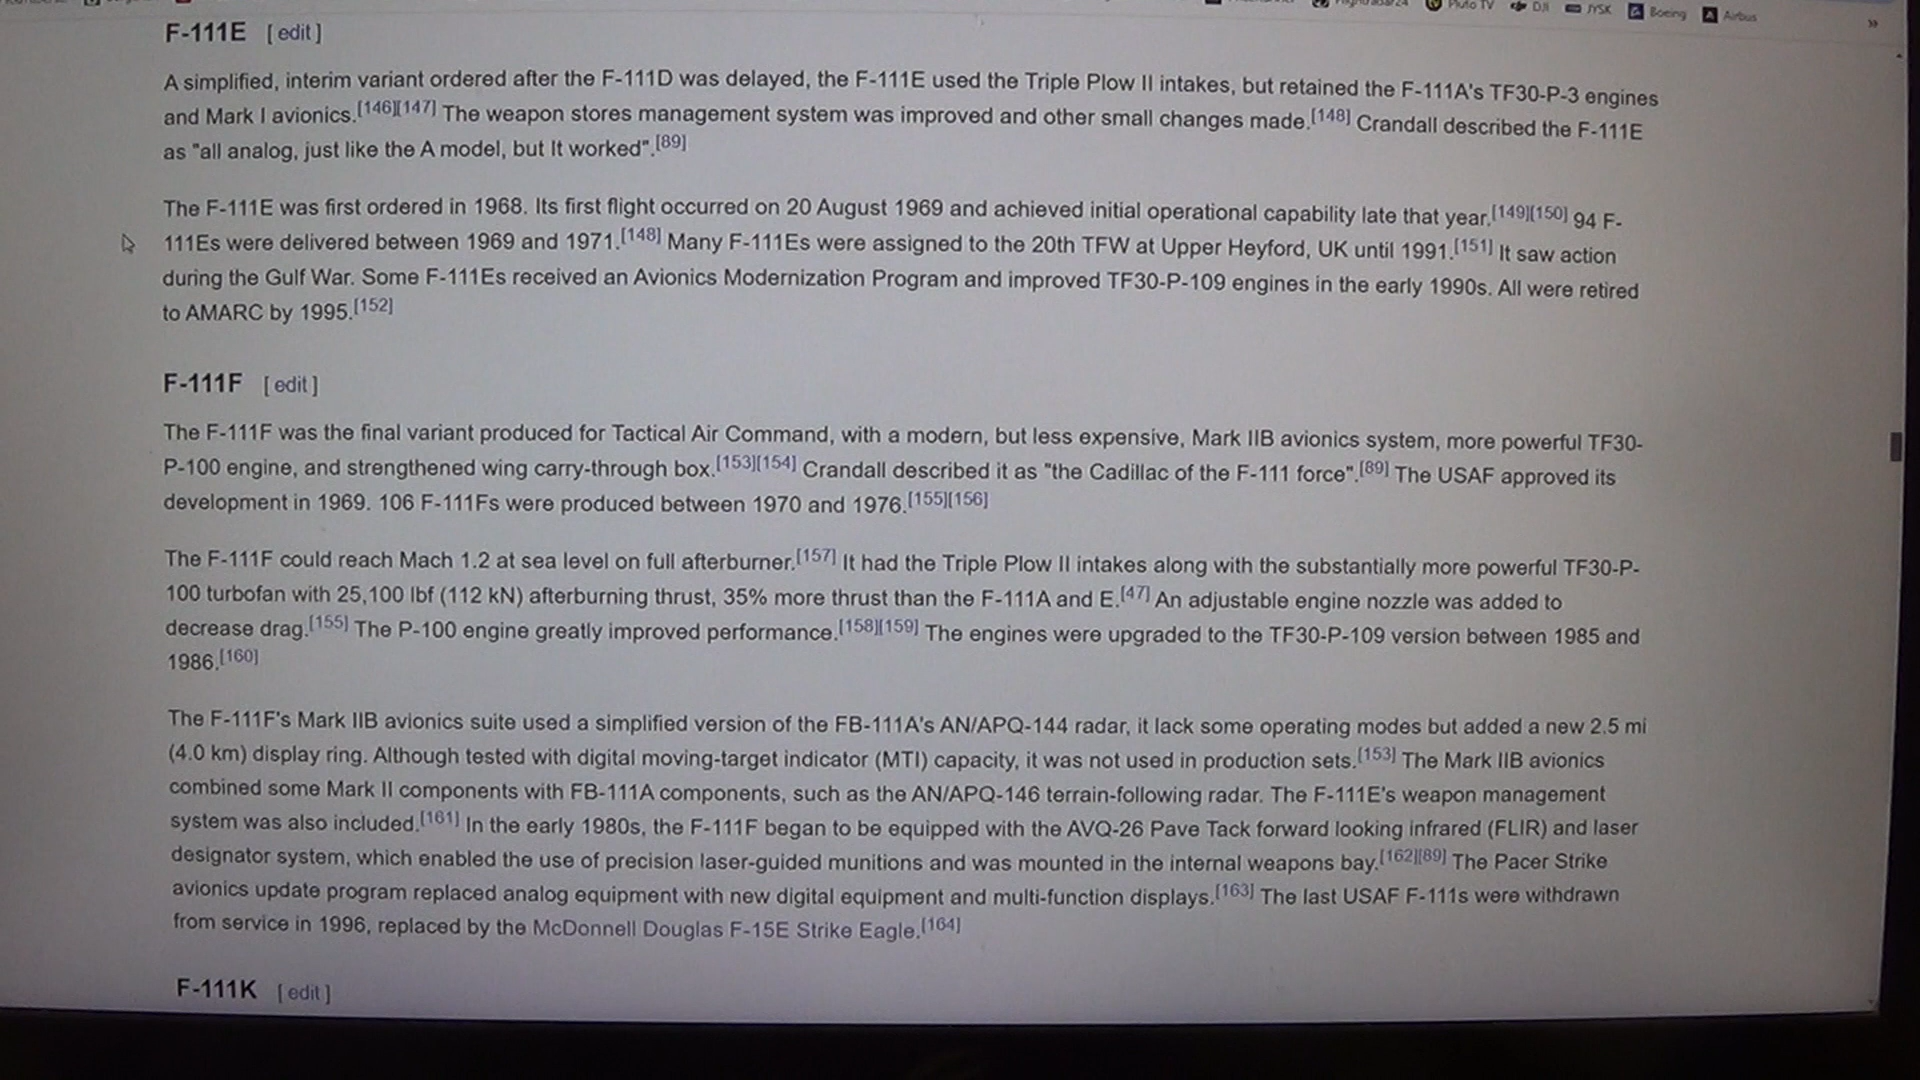 Pluto TV DJI JYSK Boeing Airbus
»
F-111E [ edit ]
A simplified, interim variant ordered after the F-111D was delayed, the F-111E used the Triple Plow II intakes, but retained the F-111A's TF30-P-3 engines
and Mark I avionics.[146][147] The weapon stores management system was improved and other small changes made.[148] Crandall described the F-111E
as "all analog, just like the A model, but It worked".[89]
The F-111E was first ordered in 1968. Its first flight occurred on 20 August 1969 and achieved initial operational capability late that year.[149][150] 94 F-
111Es were delivered between 1969 and 1971.[148] Many F-111Es were assigned to the 20th TFW at Upper Heyford, UK until 1991.[151] It saw action
during the Gulf War. Some F-111Es received an Avionics Modernization Program and improved TF30-P-109 engines in the early 1990s. All were retired
to AMARC by 1995.[152]
F-111F [ edit ]
The F-111F was the final variant produced for Tactical Air Command, with a modern, but less expensive, Mark IIB avionics system, more powerful TF30-
P-100 engine, and strengthened wing carry-through box.[153][154] Crandall described it as "the Cadillac of the F-111 force".[89] The USAF approved its
development in 1969. 106 F-111Fs were produced between 1970 and 1976.[155][156]
The F-111F could reach Mach 1.2 at sea level on full afterburner.[157] It had the Triple Plow II intakes along with the substantially more powerful TF30-P-
100 turbofan with 25,100 lbf (112 kN) afterburning thrust, 35% more thrust than the F-111A and E.[47] An adjustable engine nozzle was added to
decrease drag.[155] The P-100 engine greatly improved performance.[158][159] The engines were upgraded to the TF30-P-109 version between 1985 and
1986.[160]
The F-111F's Mark IIB avionics suite used a simplified version of the FB-111A's AN/APQ-144 radar, it lack some operating modes but added a new 2.5 mi
(4.0 km) display ring. Although tested with digital moving-target indicator (MTI) capacity, it was not used in production sets.[153] The Mark IIB avionics
combined some Mark II components with FB-111A components, such as the AN/APQ-146 terrain-following radar. The F-111E's weapon management
system was also included.[161] In the early 1980s, the F-111F began to be equipped with the AVQ-26 Pave Tack forward looking infrared (FLIR) and laser
designator system, which enabled the use of precision laser-guided munitions and was mounted in the internal weapons bay.[162][89] The Pacer Strike
avionics update program replaced analog equipment with new digital equipment and multi-function displays.[163] The last USAF F-111s were withdrawn
from service in 1996, replaced by the McDonnell Douglas F-15E Strike Eagle.[164]
F-111K [ edit ]